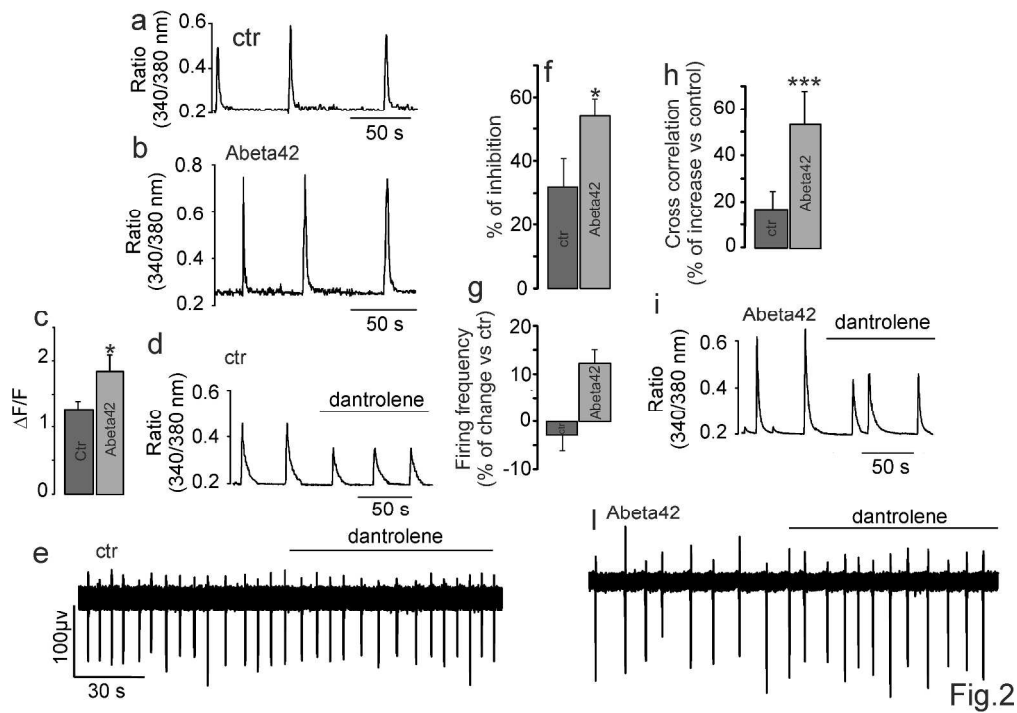 a
ctr
Ratio
(340/380 nm)
0.6
0.4
0.2
50 s
b
Abeta42
Ratio
(340/380 nm)
0.8
0.6
0.4
0.2
50 s
c
ΔF/F
2
1
0
*
Ctr
Abeta42
d
ctr
Ratio
(340/380 nm)
0.6
0.4
0.2
dantrolene
50 s
e
ctr
dantrolene
100µv
30 s
f
% of inhibition
60
40
20
0
*
ctr
Abeta42
g
Firing frequency
(% of change vs ctr)
20
10
0
-10
ctr
Abeta42
h
Cross correlation
(% of increase vs control)
60
40
20
0
***
ctr
Abeta42
i
Abeta42
dantrolene
Ratio
(340/380 nm)
0.6
0.4
0.2
50 s
l
Abeta42
dantrolene
Fig.2